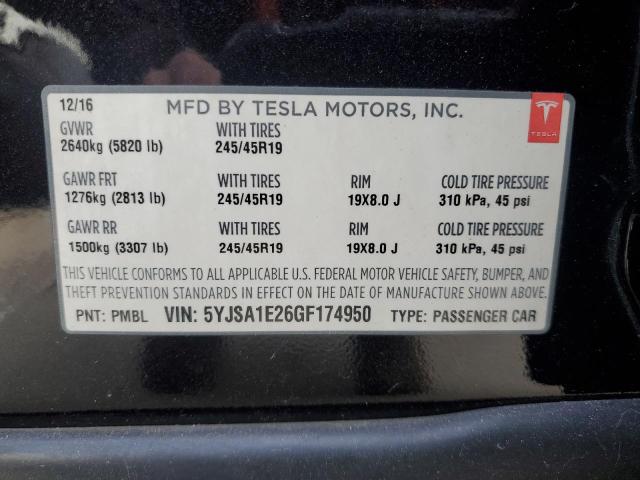 12/16 MFD BY TESLA MOTORS, INC.
TESLA
GVWR WITH TIRES
2640kg (5820 lb) 245/45R19
GAWR FRT WITH TIRES RIM COLD TIRE PRESSURE
1276kg (2813 lb) 245/45R19 19X8.0 J 310 kPa, 45 psi
GAWR RR WITH TIRES RIM COLD TIRE PRESSURE
1500kg (3307 lb) 245/45R19 19X8.0 J 310 kPa, 45 psi
THIS VEHICLE CONFORMS TO ALL APPLICABLE U.S. FEDERAL MOTOR VEHICLE SAFETY, BUMPER, AND
THEFT PREVENTION STANDARDS IN EFFECT ON THE DATE OF MANUFACTURE SHOWN ABOVE.
PNT: PMBL VIN: 5YJSA1E26GF174950 TYPE: PASSENGER CAR